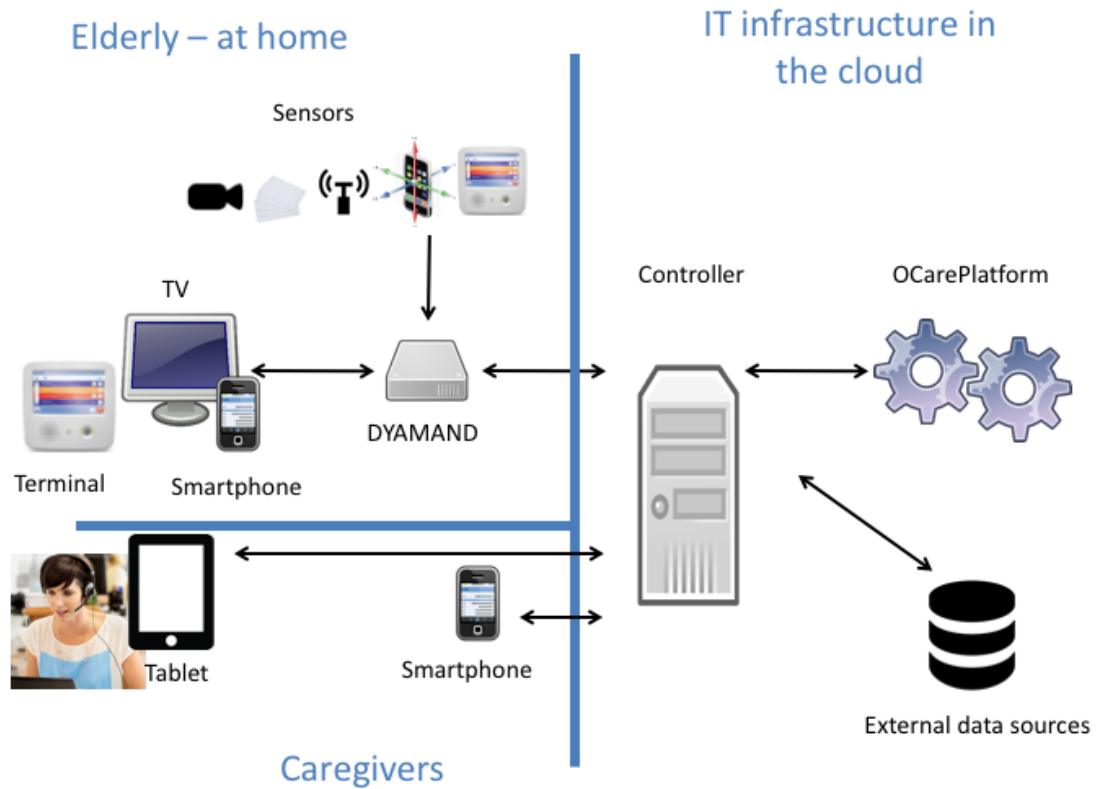 Elderly – at home
IT infrastructure in
the cloud
Sensors
Controller
OCarePlatform
TV
DYAMAND
Terminal
Smartphone
Tablet
Smartphone
External data sources
Caregivers